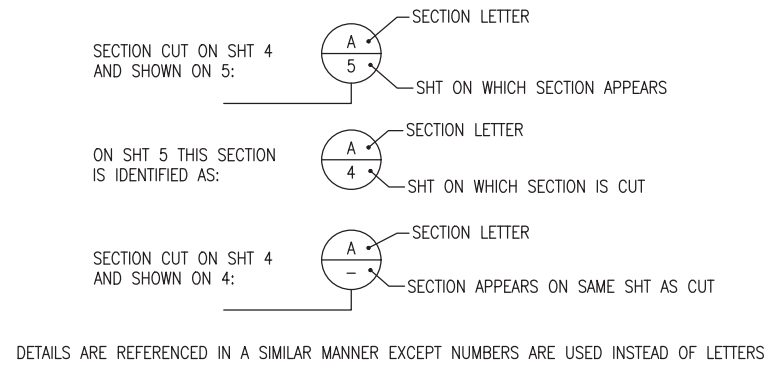 SECTION LETTER
A
SECTION CUT ON SHT 4
AND SHOWN ON 5:
5
SHT ON WHICH SECTION APPEARS
SECTION LETTER
A
ON SHT 5 THIS SECTION
IS IDENTIFIED AS:
4
SHT ON WHICH SECTION IS CUT
SECTION LETTER
A
SECTION CUT ON SHT 4
AND SHOWN ON 4:
–
SECTION APPEARS ON SAME SHT AS CUT
DETAILS ARE REFERENCED IN A SIMILAR MANNER EXCEPT NUMBERS ARE USED INSTEAD OF LETTERS